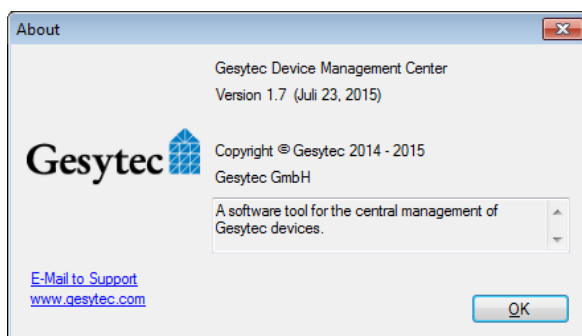 About
Gesytec Device Management Center
Version 1.7 (Juli 23, 2015)
Gesytec
Copyright © Gesytec 2014 - 2015
Gesytec GmbH
A software tool for the central management of
Gesytec devices.
E-Mail to Support
www.gesytec.com
OK